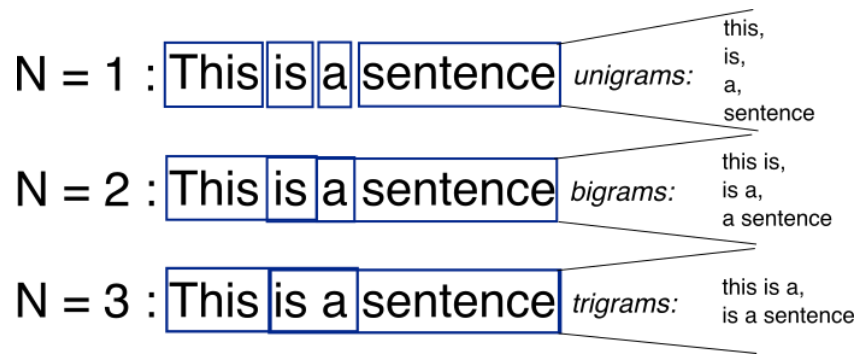 N = 1 : This is a sentence unigrams:
this,
is,
a,
sentence
N = 2 : This is a sentence bigrams:
this is,
is a,
a sentence
N = 3 : This is a sentence trigrams:
this is a,
is a sentence